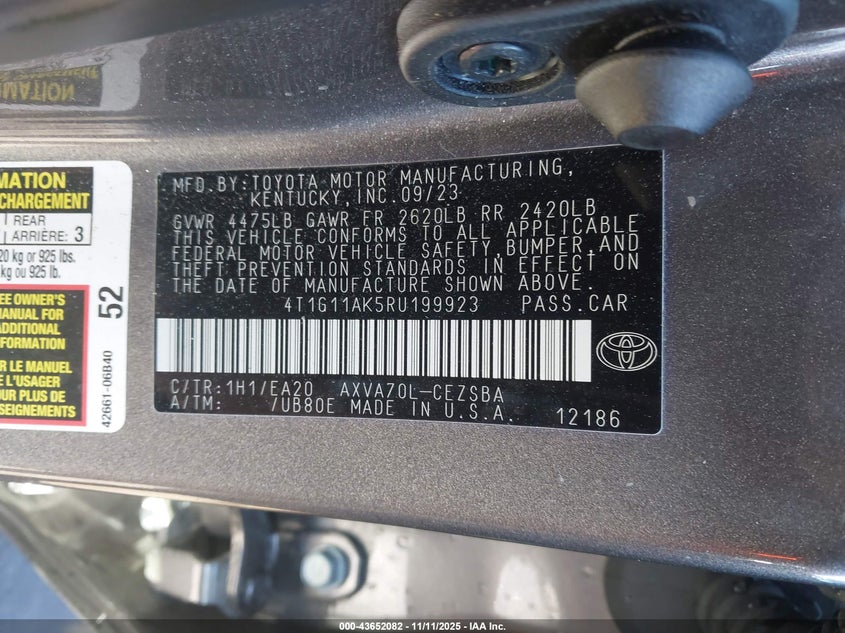 MATION
MATION
CHARGEMENT
REAR
ARRIÈRE: 3
20 kg or 925 lbs.
kg ou 925 lb.
EE OWNER'S
MANUAL FOR
ADDITIONAL
FORMATION
R LE MANUEL
E L'USAGER
R PLUS DE
EIGNEMENTS
52
42661-06B40
MFD.BY:TOYOTA MOTOR MANUFACTURING,
KENTUCKY, INC.09/23
GVWR 4475LB GAWR FR 2620LB RR 2420LB
THIS VEHICLE CONFORMS TO ALL APPLICABLE
FEDERAL MOTOR VEHICLE SAFETY,BUMPER,AND
THEFT PREVENTION STANDARDS IN EFFECT ON
THE DATE OF MANUFACTURE SHOWN ABOVE.
4T1G11AK5RU199923 PASS.CAR
C/TR:1H1/EA20 AXVA70L-CEZSBA
A/TM: /UB80E MADE IN U.S.A. 12186
000-43652082 - 11/11/2025 - IAA Inc.